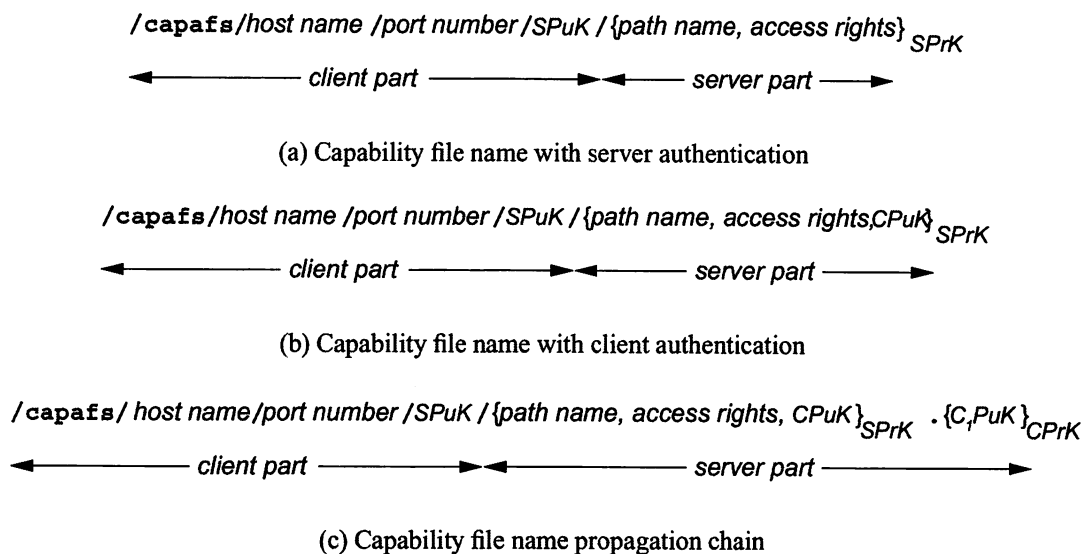 /capafs/host name /port number /SPuK / {path name, access rights}SPrK
client part server part
(a) Capability file name with server authentication
/capafs/host name /port number /SPuK / {path name, access rights,CPuK}SPrK
client part server part
(b) Capability file name with client authentication
/capafs/ host name/port number /SPuK / {path name, access rights, CPuK}SPrK . {C1PuK}CPrK
client part server part
(c) Capability file name propagation chain